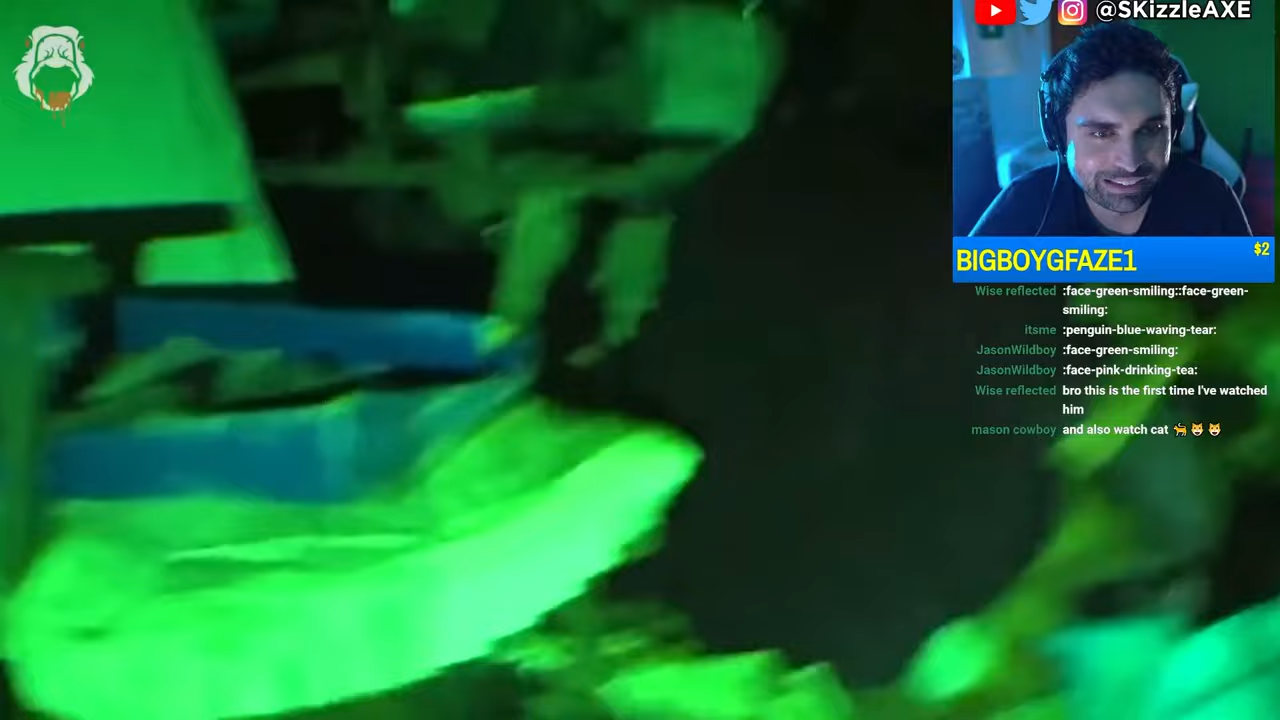 @SKizzleAXE
BIGBOYGFAZE1 $2
Wise reflected :face-green-smiling::face-green-
smiling:
itsme :penguin-blue-waving-tear:
JasonWildboy :face-green-smiling:
JasonWildboy :face-pink-drinking-tea:
Wise reflected bro this is the first time I've watched
him
mason cowboy and also watch cat 🐈 😺 😺